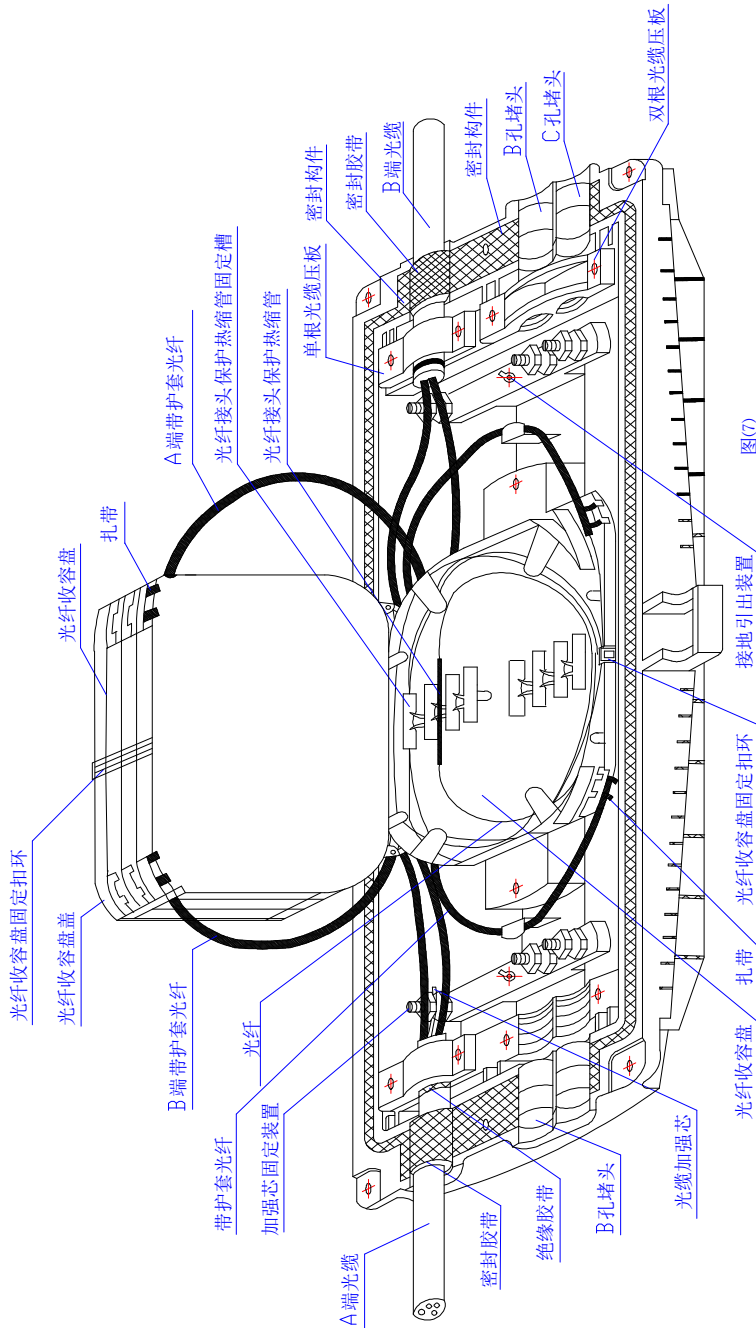 光纤收容盘固定扣环
光纤收容盘盖
B端带护套光纤
光纤
带护套光纤
加强芯固定装置
A端光缆
密封胶带
绝缘胶带
B孔堵头
光缆加强芯
光纤收容盘
扎带
A端带护套光纤
光纤接头保护热缩管固定槽
光纤接头保护热缩管
单根光缆压板
密封构件
密封胶带
B端光缆
密封构件
B孔堵头
C孔堵头
双根光缆压板
光纤收容盘
扎带
光纤收容盘固定扣环
接地引出装置
图(7)